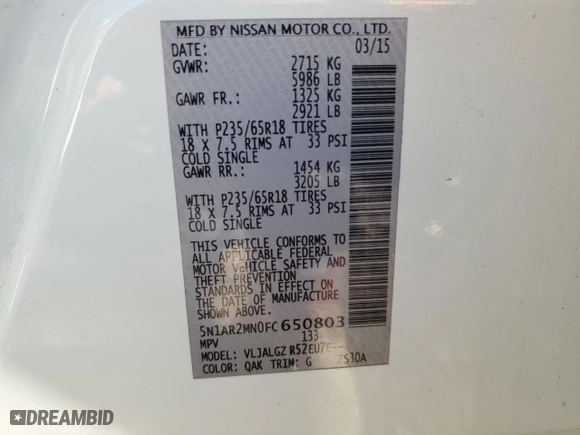 MFD BY NISSAN MOTOR CO., LTD.
DATE: 03/15
GVWR: 2715 KG
5986 LB
GAWR FR.: 1325 KG
2921 LB
WITH P235/65R18 TIRES
18 X 7.5 RIMS AT 33 PSI
COLD SINGLE
GAWR RR.: 1454 KG
3205 LB
WITH P235/65R18 TIRES
18 X 7.5 RIMS AT 33 PSI
COLD SINGLE
THIS VEHICLE CONFORMS TO
ALL APPLICABLE FEDERAL
MOTOR VEHICLE SAFETY AND
THEFT PREVENTION
STANDARDS IN EFFECT ON
THE DATE OF MANUFACTURE
5N1AR2MN0FC650803
MPV 133
MODEL: VLJALGZ R52EU7E--
COLOR: QAK TRIM: G S30A
DREAMBID